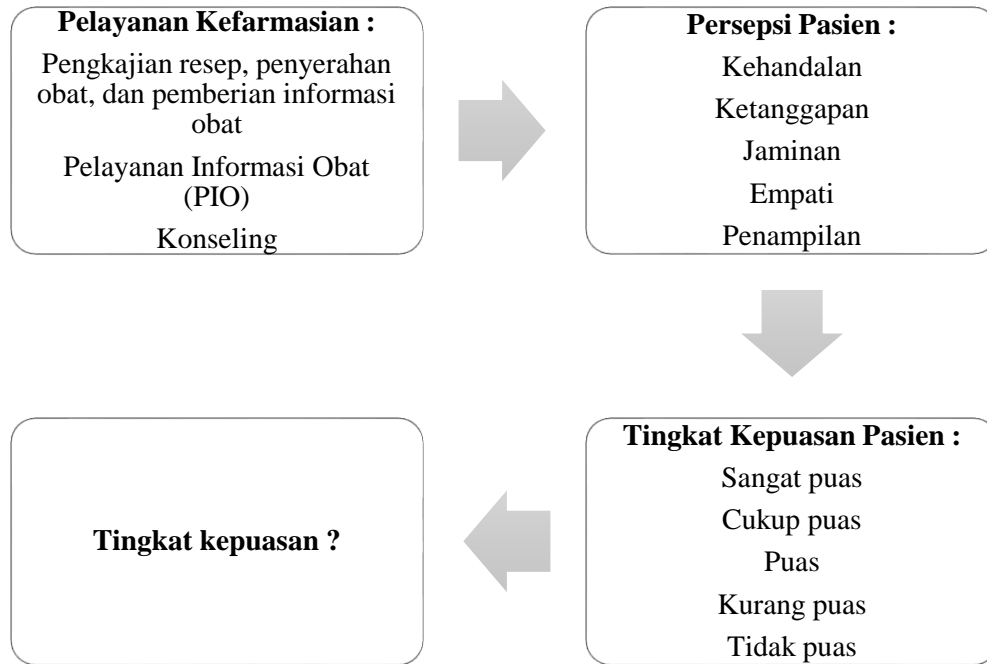 Pelayanan Kefarmasian :
Pengkajian resep, penyerahan
obat, dan pemberian informasi
obat
Pelayanan Informasi Obat
(PIO)
Konseling
Persepsi Pasien :
Kehandalan
Ketanggapan
Jaminan
Empati
Penampilan
Tingkat Kepuasan Pasien :
Sangat puas
Cukup puas
Puas
Kurang puas
Tidak puas
Tingkat kepuasan ?